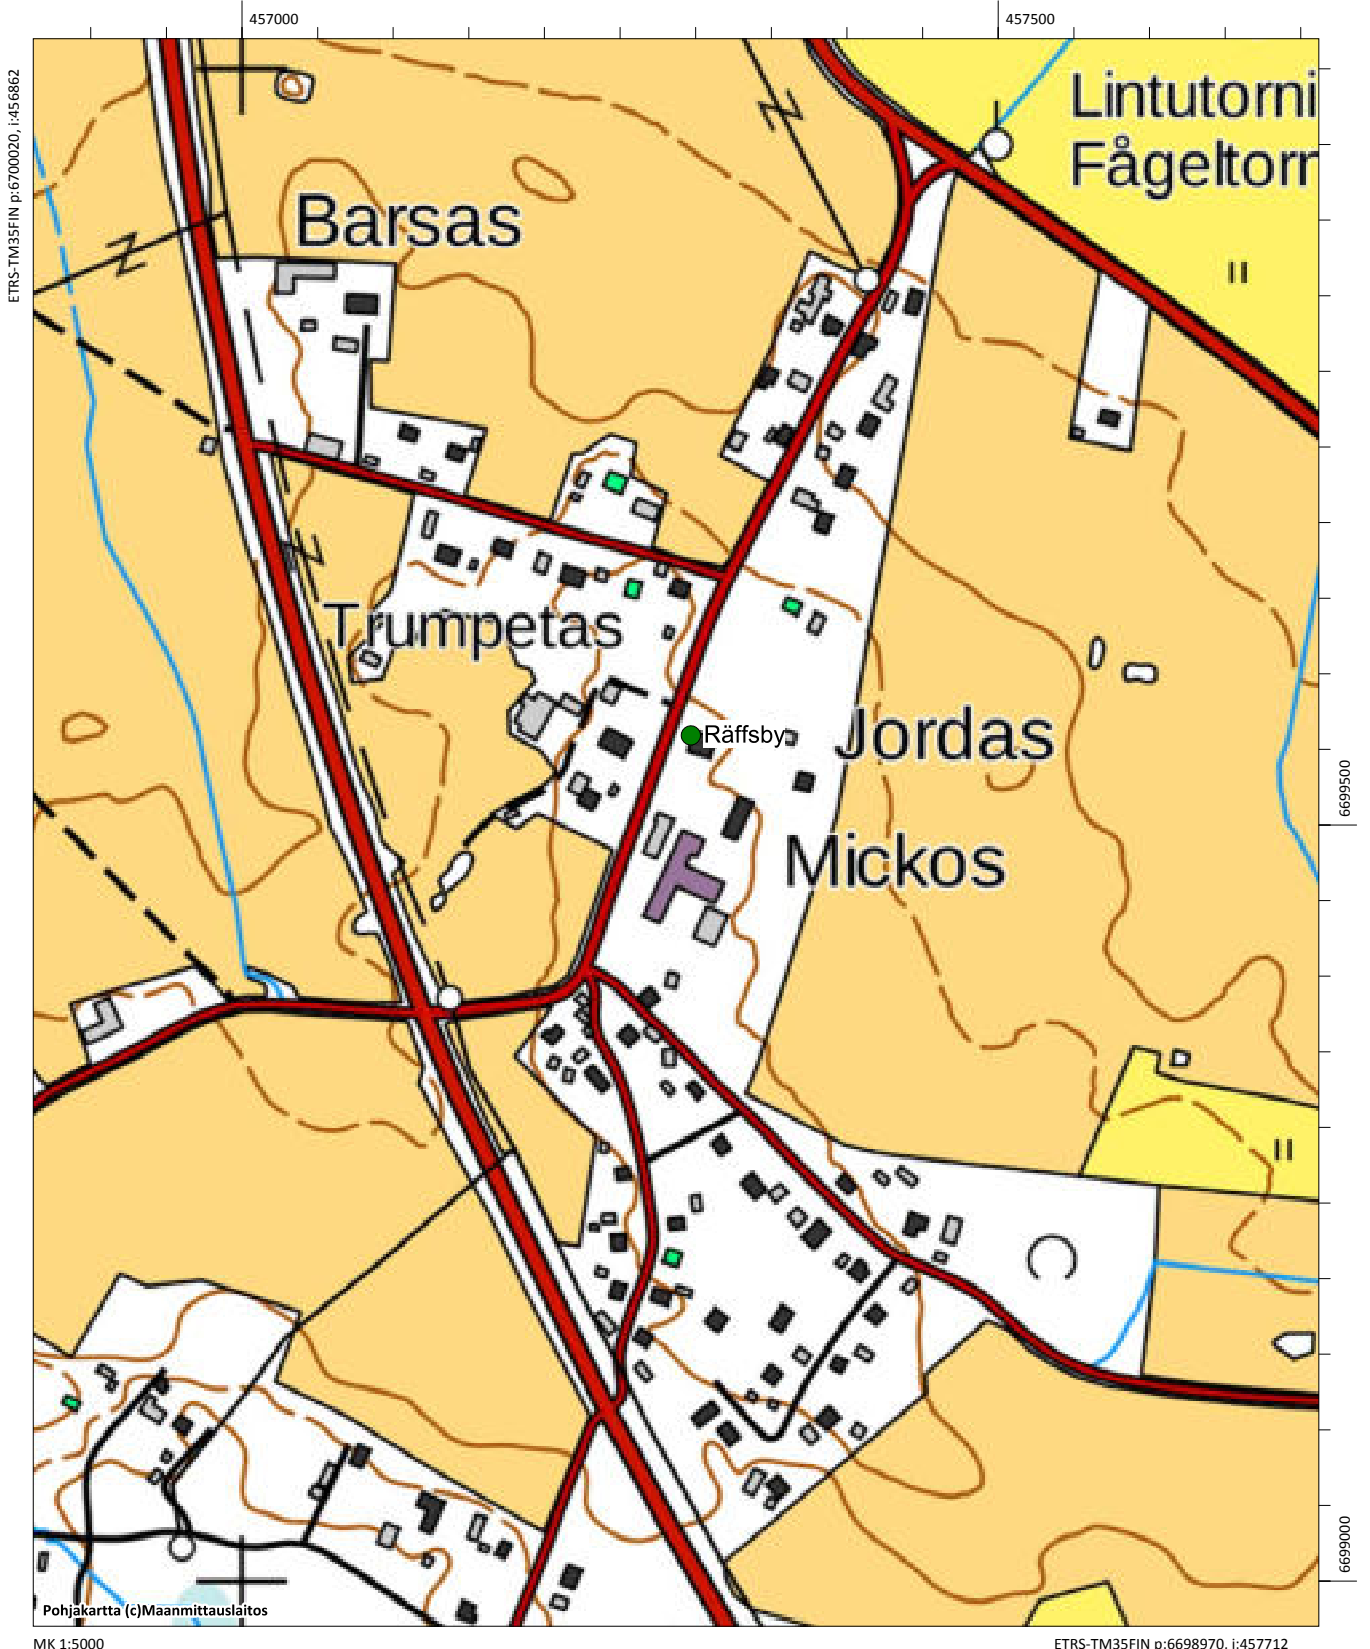 457000
457500
ETRS-TM35FIN p:6700020, i:456862
Lintutorni
Fågeltorr
Barsas
Trumpetas
Räffsby
Jordas
6699500
Mickos
6699000
Pohjakartta (c)Maanmittauslaitos
MK 1:5000
ETRS-TM35FIN p:6698970, i:457712